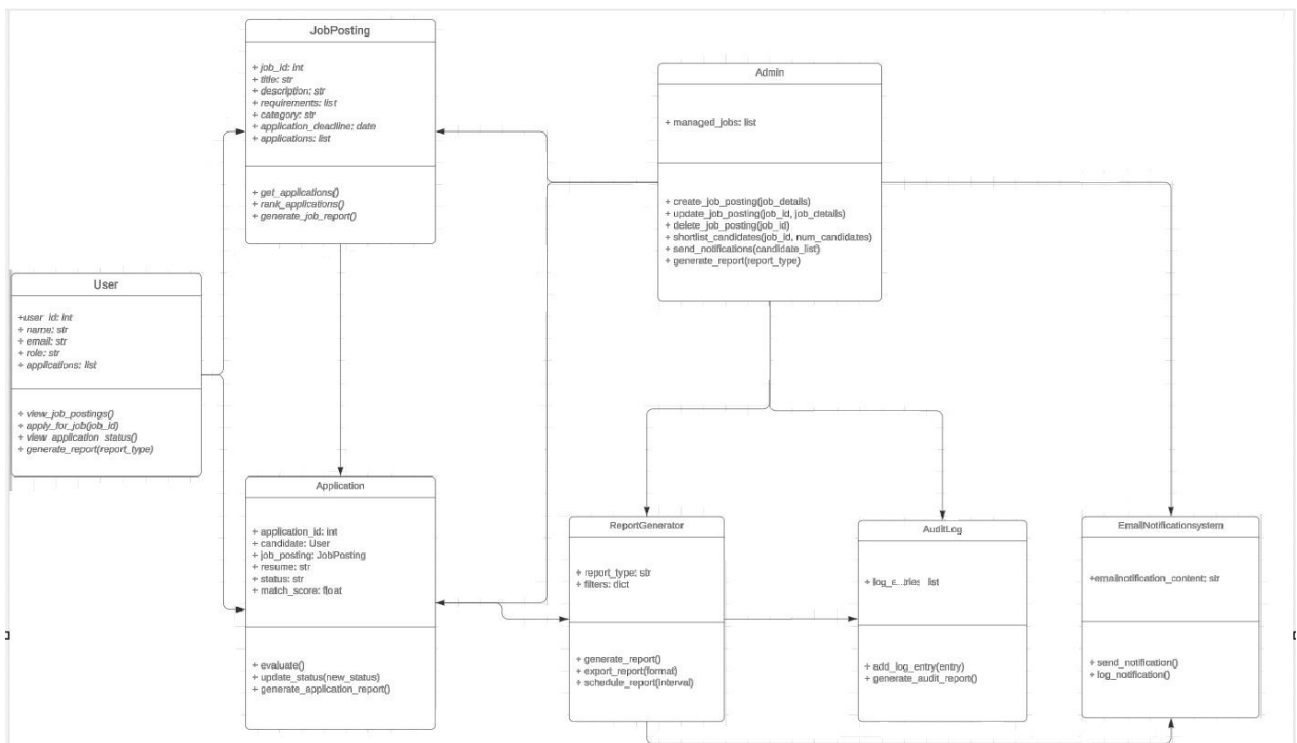 JobPosting
+ job_id: int
+ title: str
+ description: str
+ requirements: list
+ category: str
+ application_deadline: date
+ applications: list
+ get_applications()
+ rank_applications()
+ generate_job_report()
Admin
+ managed_jobs: list
+ create_job_posting(job_details)
+ update_job_posting(job_id, job_details)
+ delete_job_posting(job_id)
+ shortlist_candidates(job_id, num_candidates)
+ send_notifications(candidate_list)
+ generate_report(report_type)
User
+user_id: int
+ name: str
+ email: str
+ role: str
+ applications: list
+ view_job_postings()
+ apply_for_job(job_id)
+ view_application_status()
+ generate_report(report_type)
Application
+ application_id: int
+ candidate: User
+ job_posting: JobPosting
+ resume: str
+ status: str
+ match_score: float
+ evaluate()
+ update_status(new_status)
+ generate_application_report()
ReportGenerator
+ report_type: str
+ filters: dict
+ generate_report()
+ export_report(format)
+ schedule_report(interval)
AuditLog
+ list
+ add_log_entry(entry)
+ generate_audit_report()
EmailNotificationsystem
+emailnotification_content: str
+ send_notification()
+ log_notification()